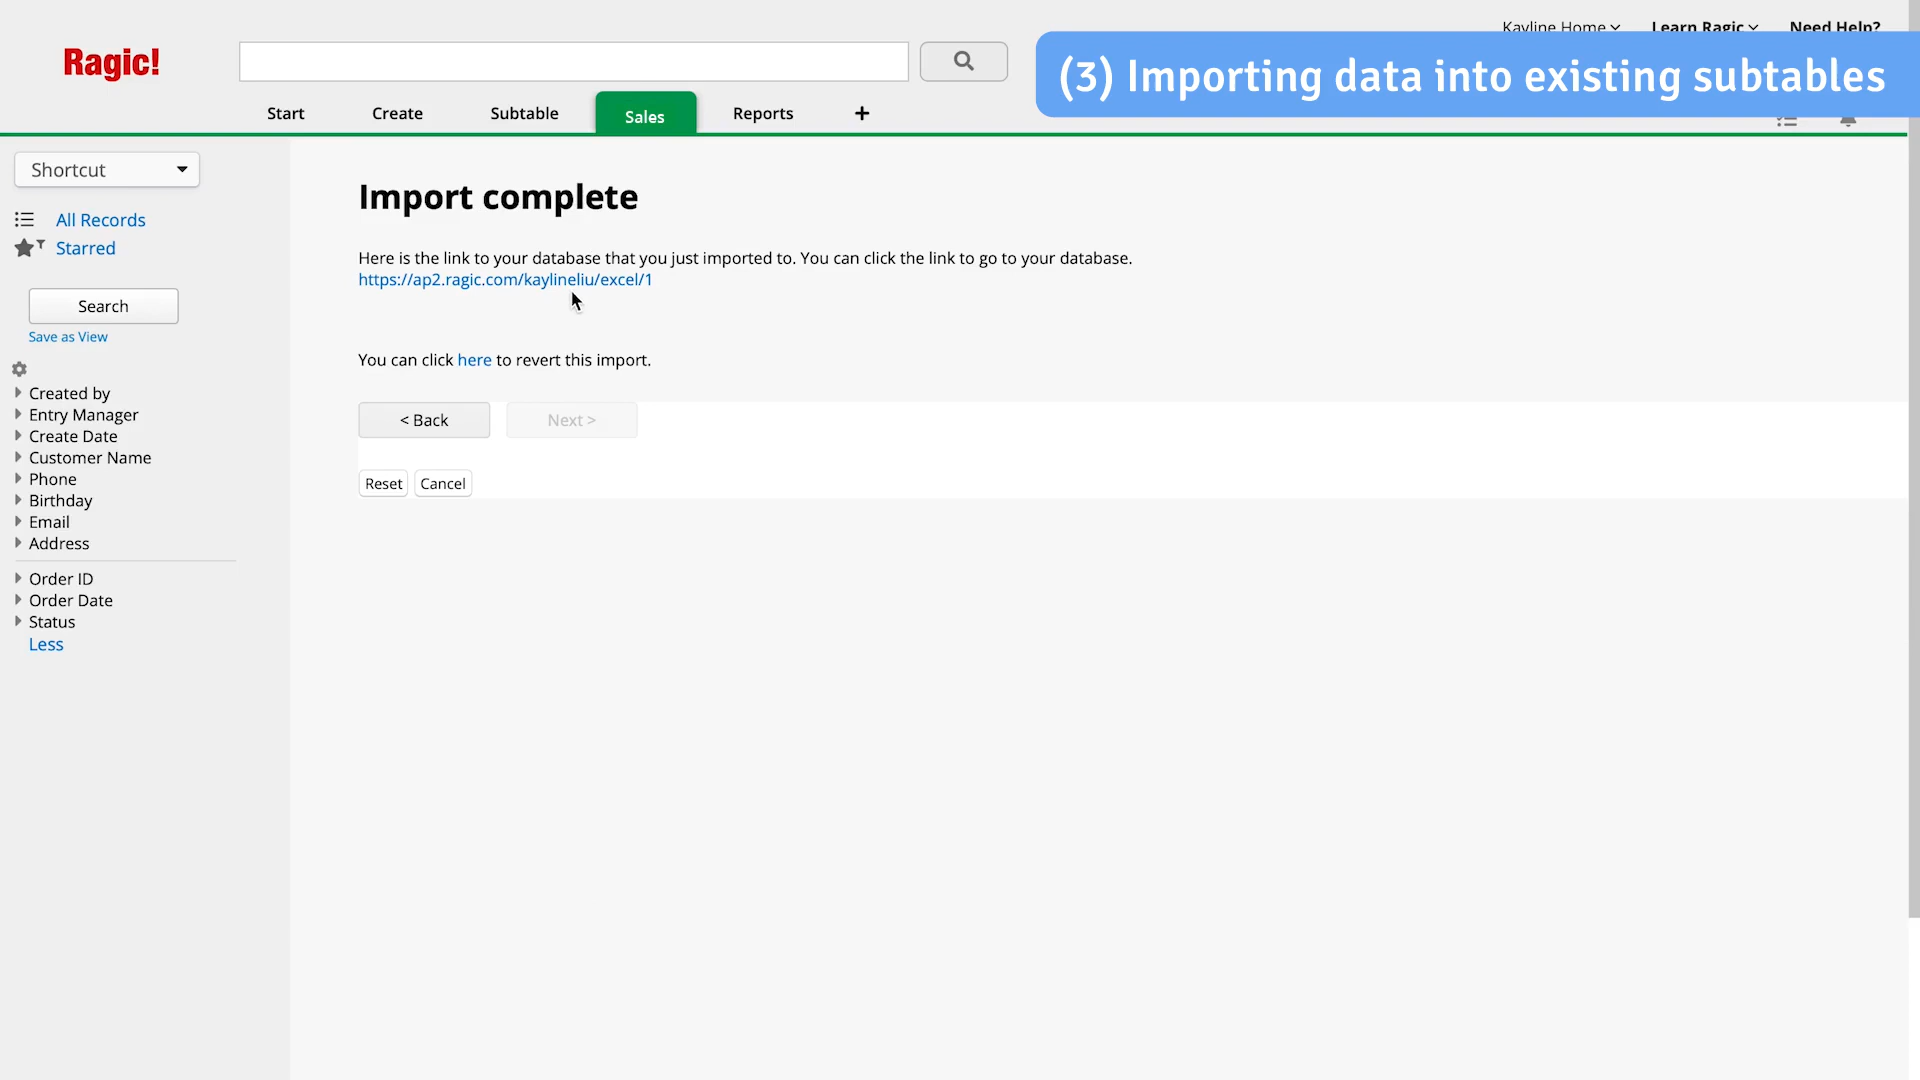 Kayline Home
Learn Ragic
Need Help?
Ragic!
(3) Importing data into existing subtables
Start
Create
Subtable
Sales
Reports
+
Shortcut
All Records
Starred
Search
Save as View
Created by
Entry Manager
Create Date
Customer Name
Phone
Birthday
Email
Address
Order ID
Order Date
Status
Less
Import complete
Here is the link to your database that you just imported to. You can click the link to go to your database.
https://ap2.ragic.com/kaylineliu/excel/1
You can click here to revert this import.
< Back
Next >
Reset
Cancel